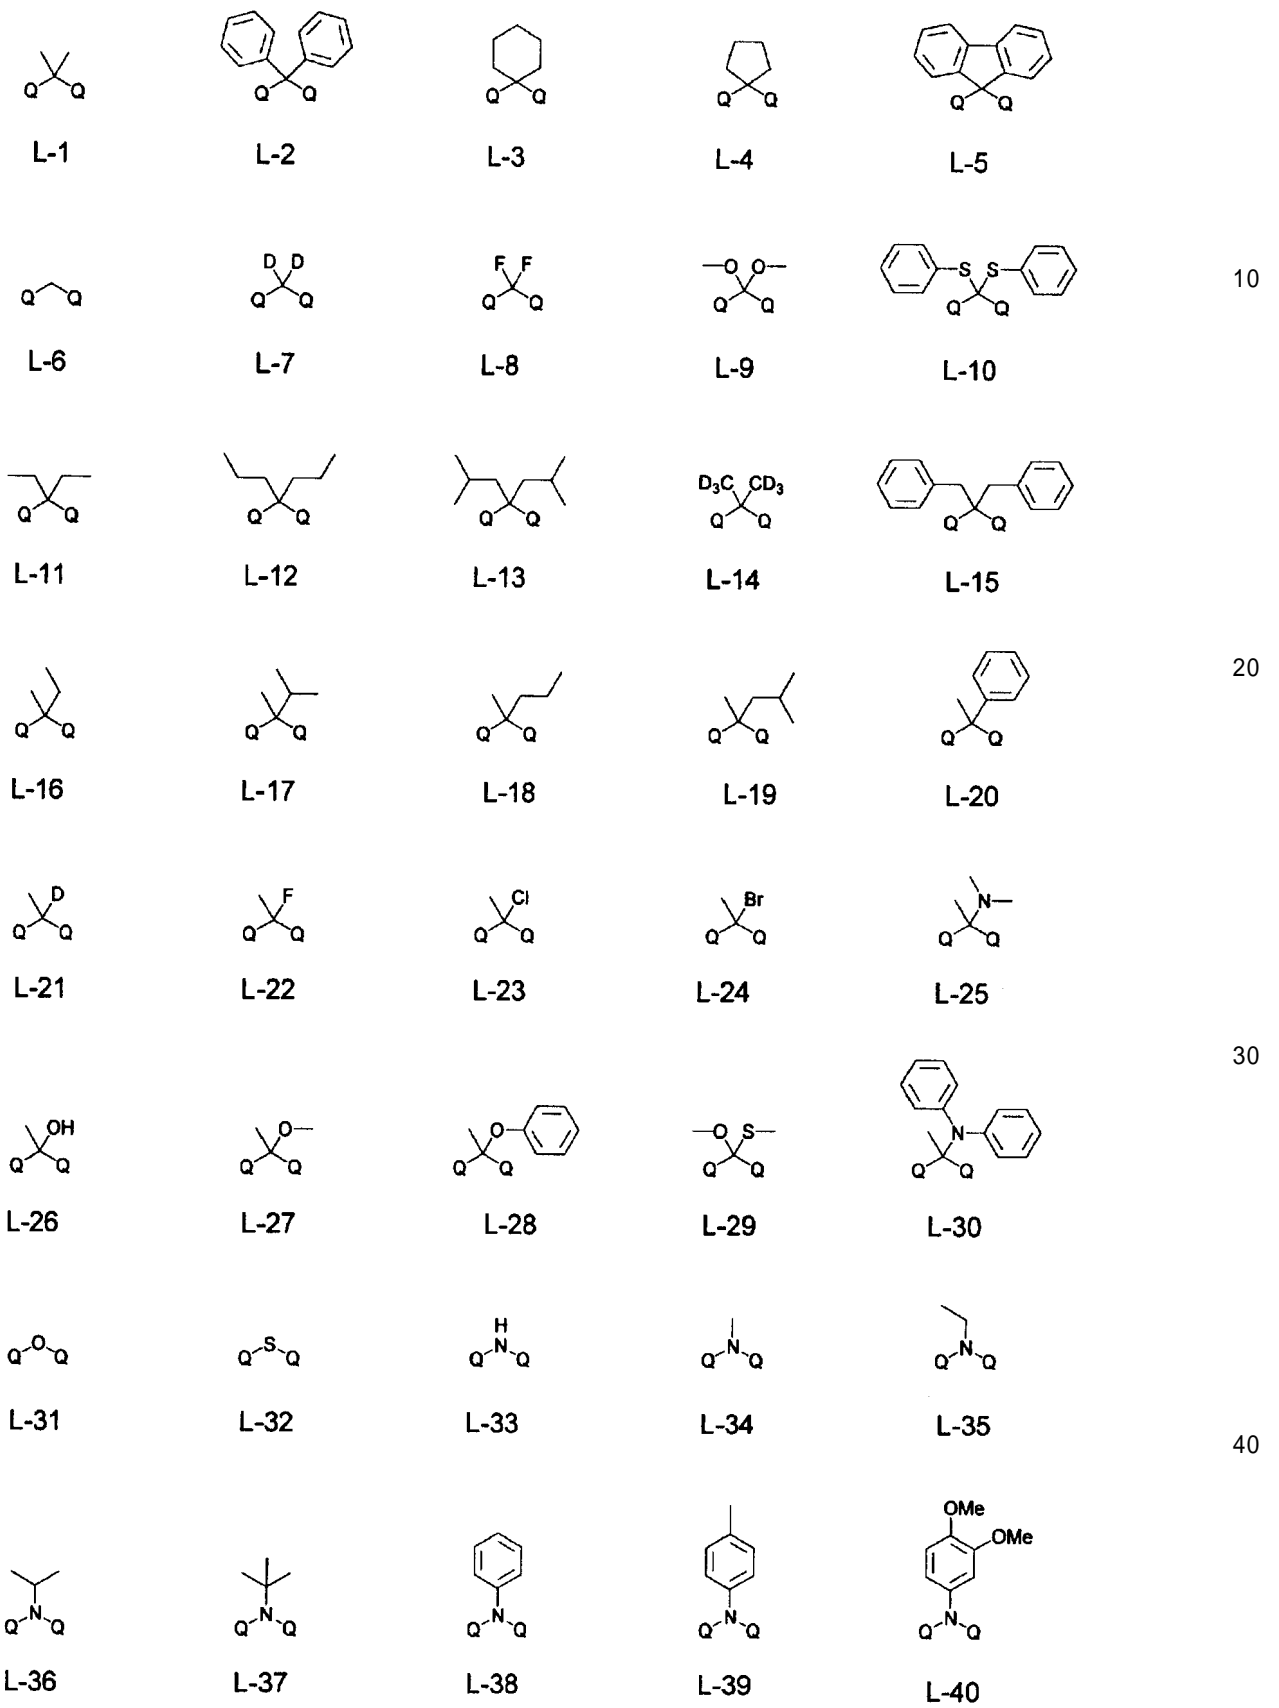 Q Q Q Q Q Q Q Q Q Q
L-1 L-2 L-3 L-4 L-5
D D F F O O S S 10
Q Q Q Q Q Q Q Q Q Q
L-6 L-7 L-8 L-9 L-10
D3C CD3
Q Q Q Q Q Q Q Q Q Q
L-11 L-12 L-13 L-14 L-15
20
Q Q Q Q Q Q Q Q Q Q
L-16 L-17 L-18 L-19 L-20
D F Cl Br N
Q Q Q Q Q Q Q Q Q Q
L-21 L-22 L-23 L-24 L-25
30
OH O O O S N
Q Q Q Q Q Q Q Q Q Q
L-26 L-27 L-28 L-29 L-30
H
Q O Q Q S Q Q N Q Q N Q Q N Q
L-31 L-32 L-33 L-34 L-35
40
OMe
OMe
Q N Q Q N Q Q N Q Q N Q Q N Q
L-36 L-37 L-38 L-39 L-40